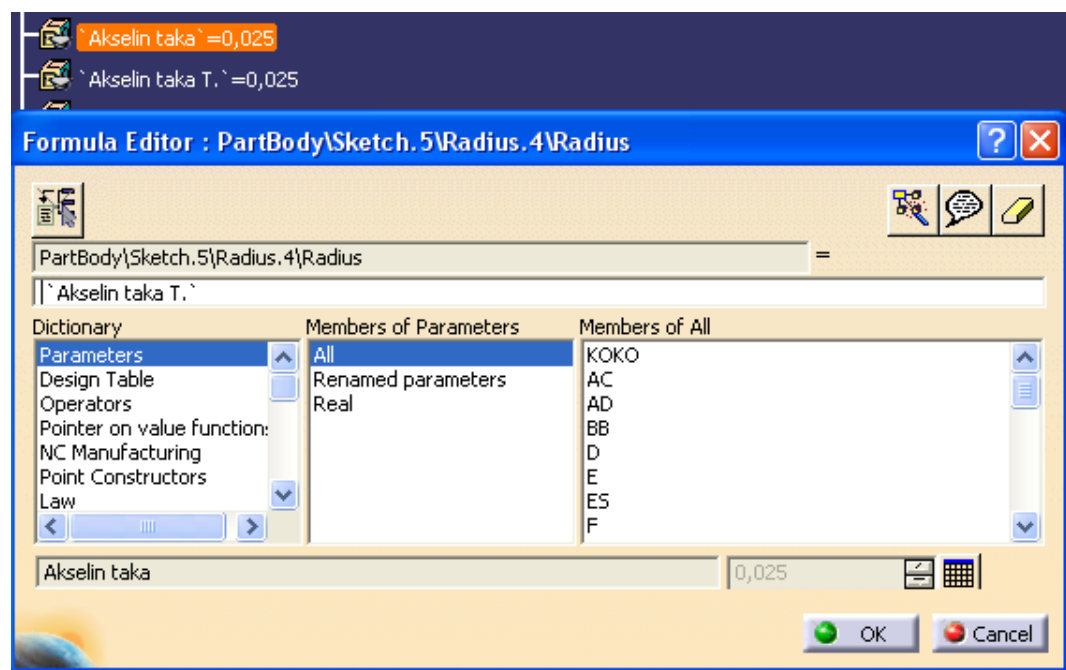 `Akselin taka`=0,025
`Akselin taka T.`=0,025
Formula Editor : PartBody\Sketch.5\Radius.4\Radius
PartBody\Sketch.5\Radius.4\Radius =
`Akselin taka T.`
Dictionary Members of Parameters Members of All
Parameters All KOKO
Design Table Renamed parameters AC
Operators Real AD
Pointer on value functions BB
NC Manufacturing D
Point Constructors E
Law ES
F
Akselin taka 0,025
OK Cancel